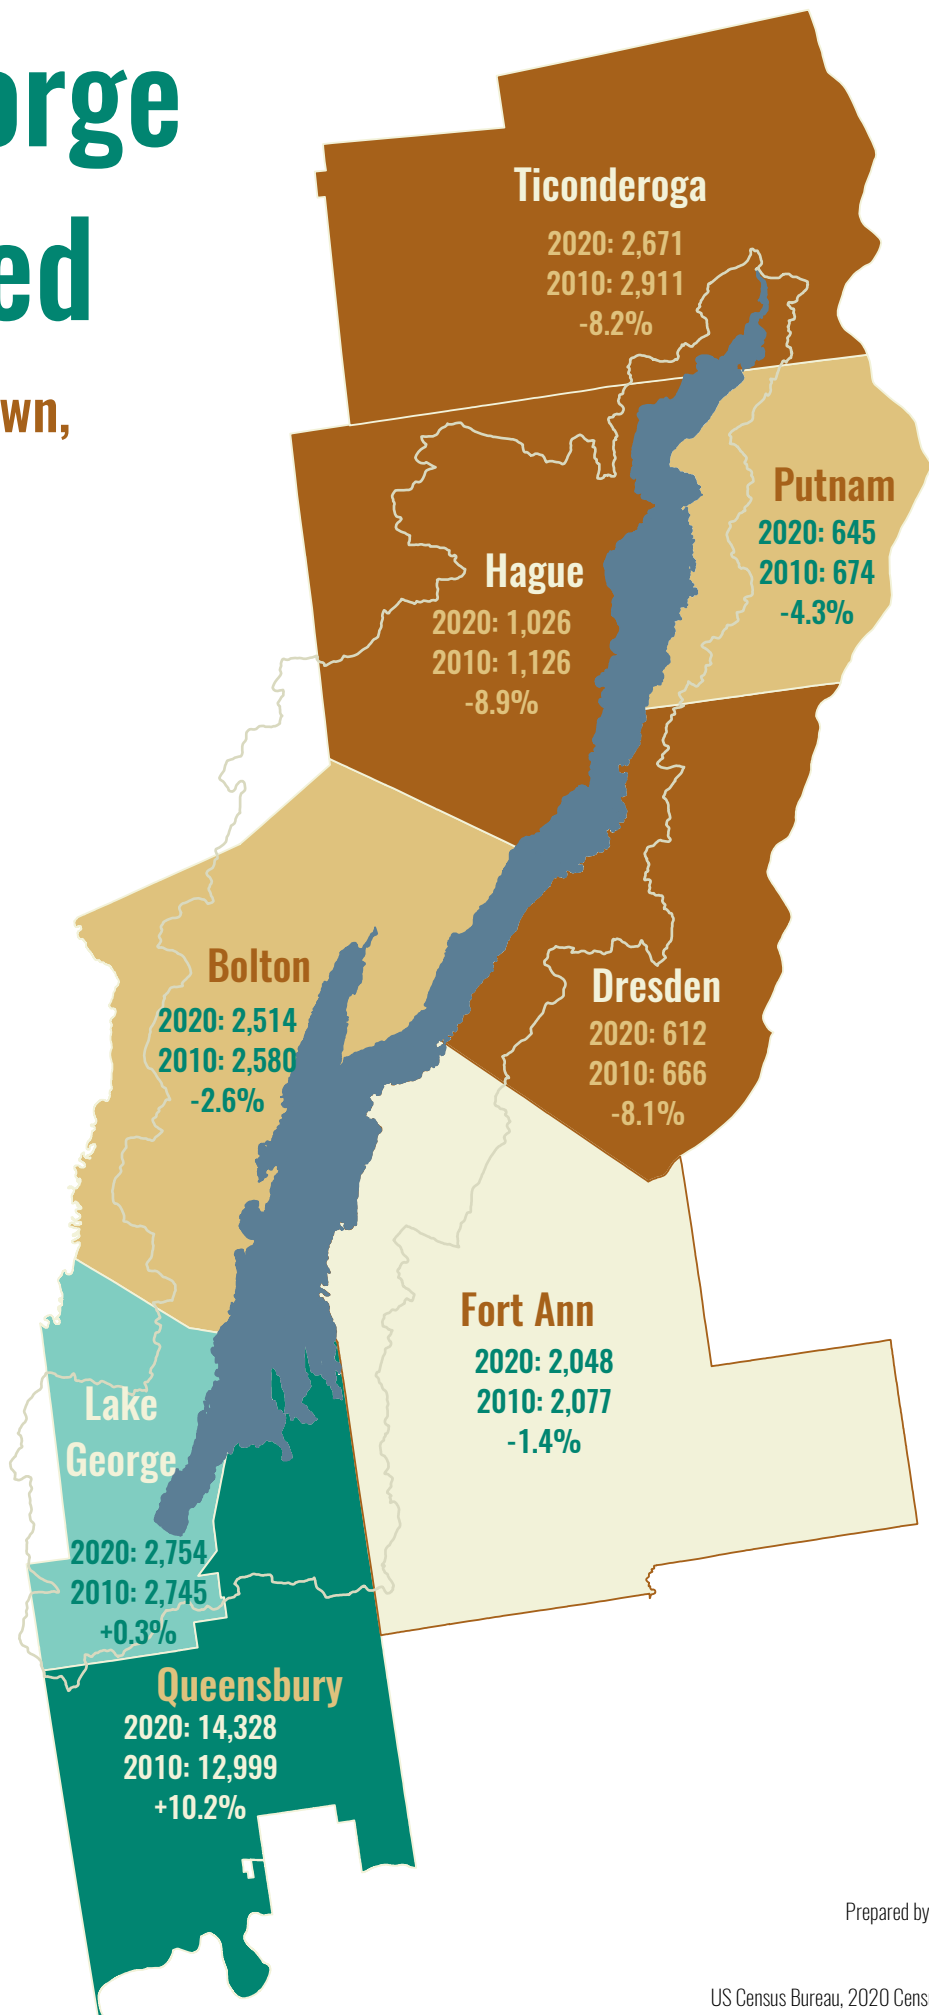 orge
ed
wn,
Ticonderoga
2020: 2,671
2010: 2,911
-8.2%
Putnam
2020: 645
2010: 674
-4.3%
Hague
2020: 1,026
2010: 1,126
-8.9%
Bolton
2020: 2,514
2010: 2,580
-2.6%
Dresden
2020: 612
2010: 666
-8.1%
Fort Ann
2020: 2,048
2010: 2,077
-1.4%
Lake
George
2020: 2,754
2010: 2,745
+0.3%
Queensbury
2020: 14,328
2010: 12,999
+10.2%
Prepared by
US Census Bureau, 2020 Cens